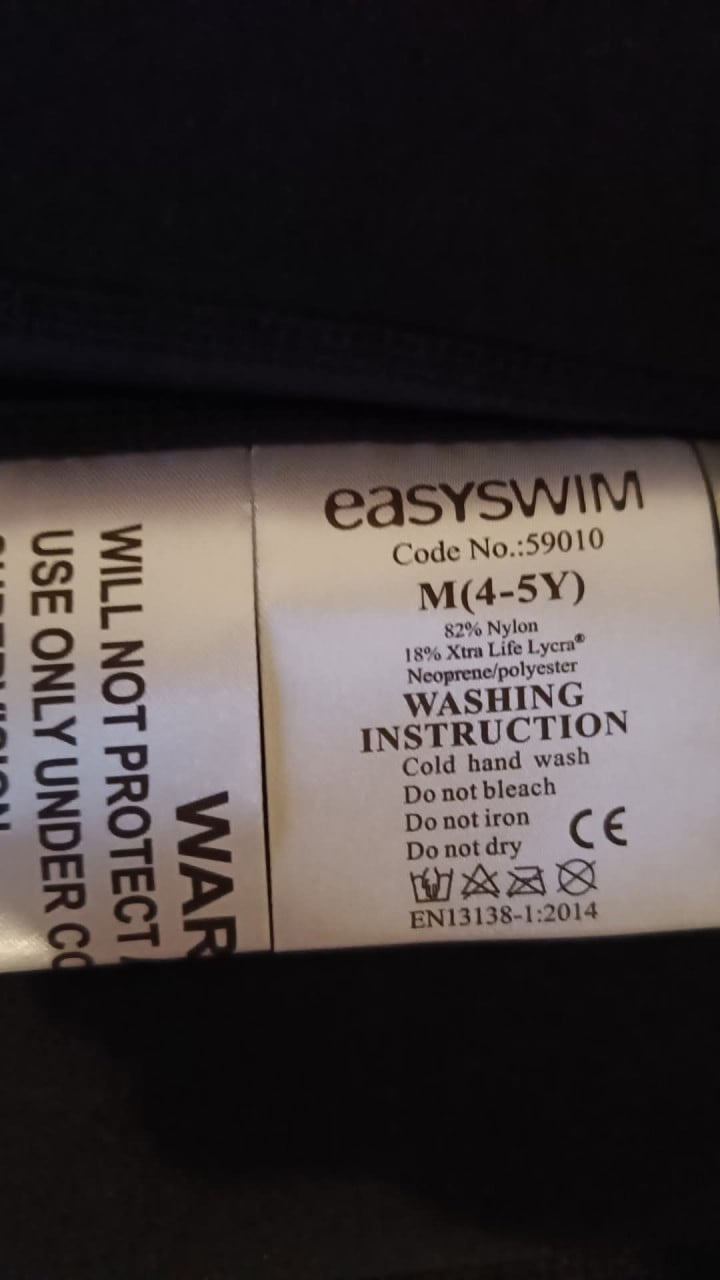 easySWIM
Code No.:59010
M(4-5Y)
82% Nylon
18% Xtra Life Lycra®
Neoprene/polyester
WASHING
INSTRUCTION
Cold hand wash
Do not bleach
Do not iron
Do not dry
CE
EN13138-1:2014
WAR
WILL NOT PROTECT
USE ONLY UNDER CO